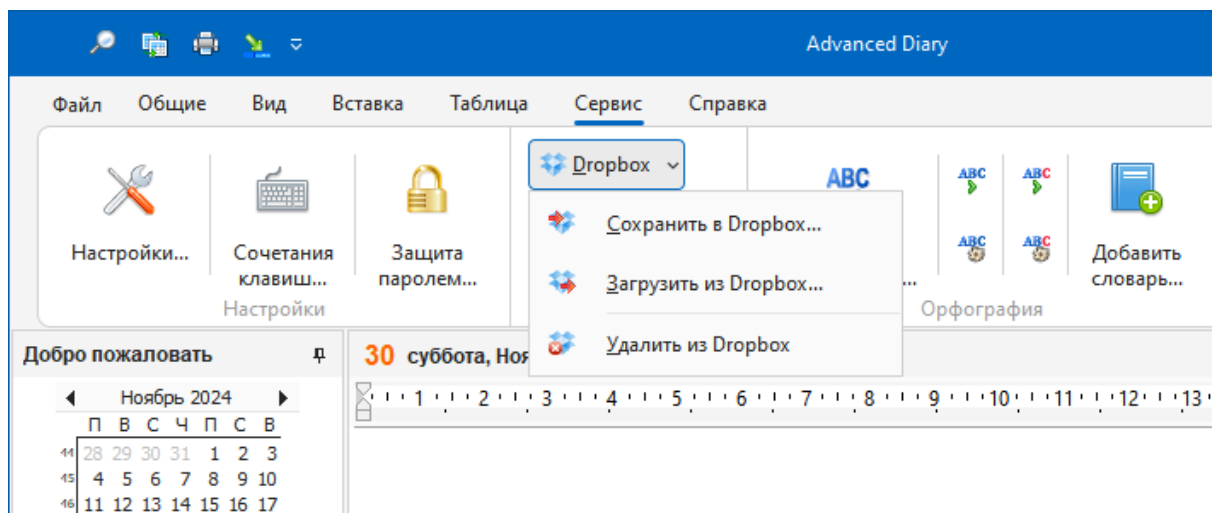 Advanced Diary
Файл Общие Вид Вставка Таблица Сервис Справка
Dropbox
ABC
ABC ABC
Сохранить в Dropbox...
Настройки... Сочетания клавиш... Защита паролем...
ABC ABC
Добавить словарь...
Загрузить из Dropbox...
...
Настройки
Орфография
Удалить из Dropbox
Добро пожаловать
30 суббота,
Ноябрь 2024
1 2 3 4 5 6 7 8 9 10 11 12 13
П В С Ч П С В
44 28 29 30 31 1 2 3
45 4 5 6 7 8 9 10
46 11 12 13 14 15 16 17